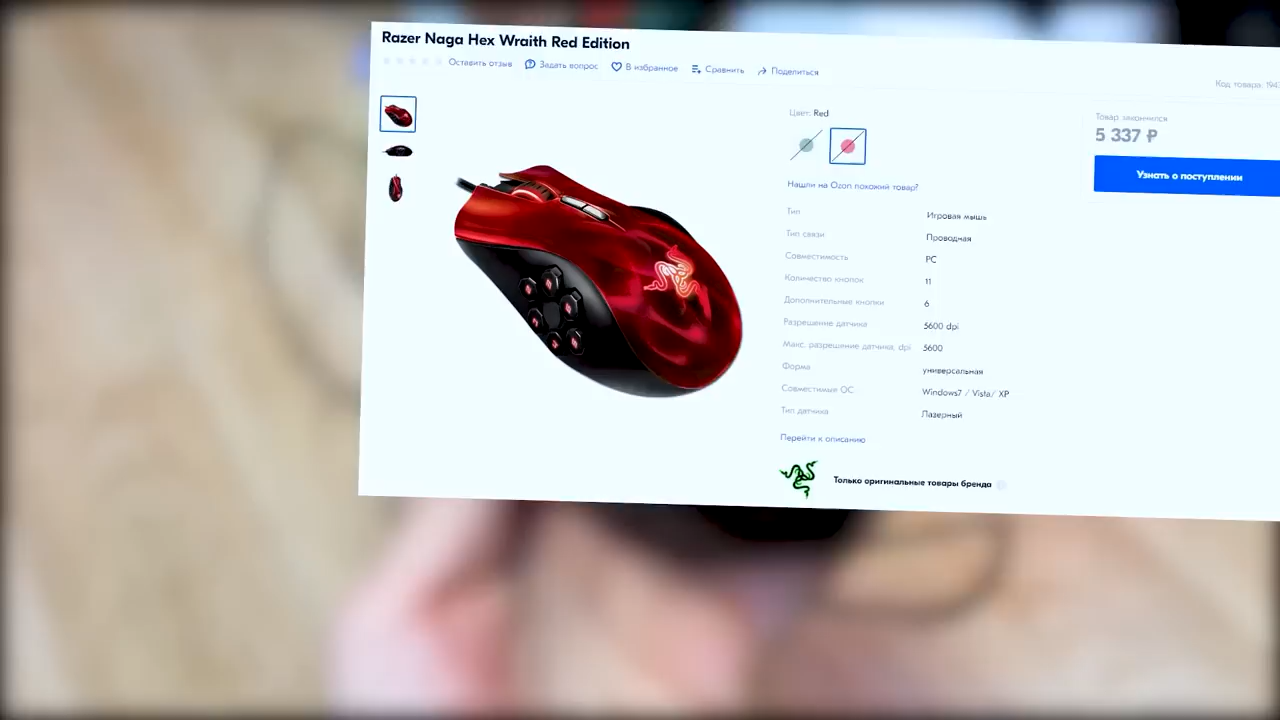 Razer Naga Hex Wraith Red Edition
Оставить отзыв Задать вопрос В избранное Сравнить Поделиться
Код товара: 1943
Цвет: Red
Товар закончился
5 337 ₽
Узнать о поступлении
Нашли на Ozon похожий товар?
Тип Игровая мышь
Тип связи Проводная
Совместимость PC
Количество кнопок 11
Дополнительные кнопки 6
Разрешение датчика 5600 dpi
Макс. разрешение датчика, dpi 5600
Форма универсальная
Совместимые ОС Windows7 / Vista/ XP
Тип датчика Лазерный
Перейти к описанию
Только оригинальные товары бренда